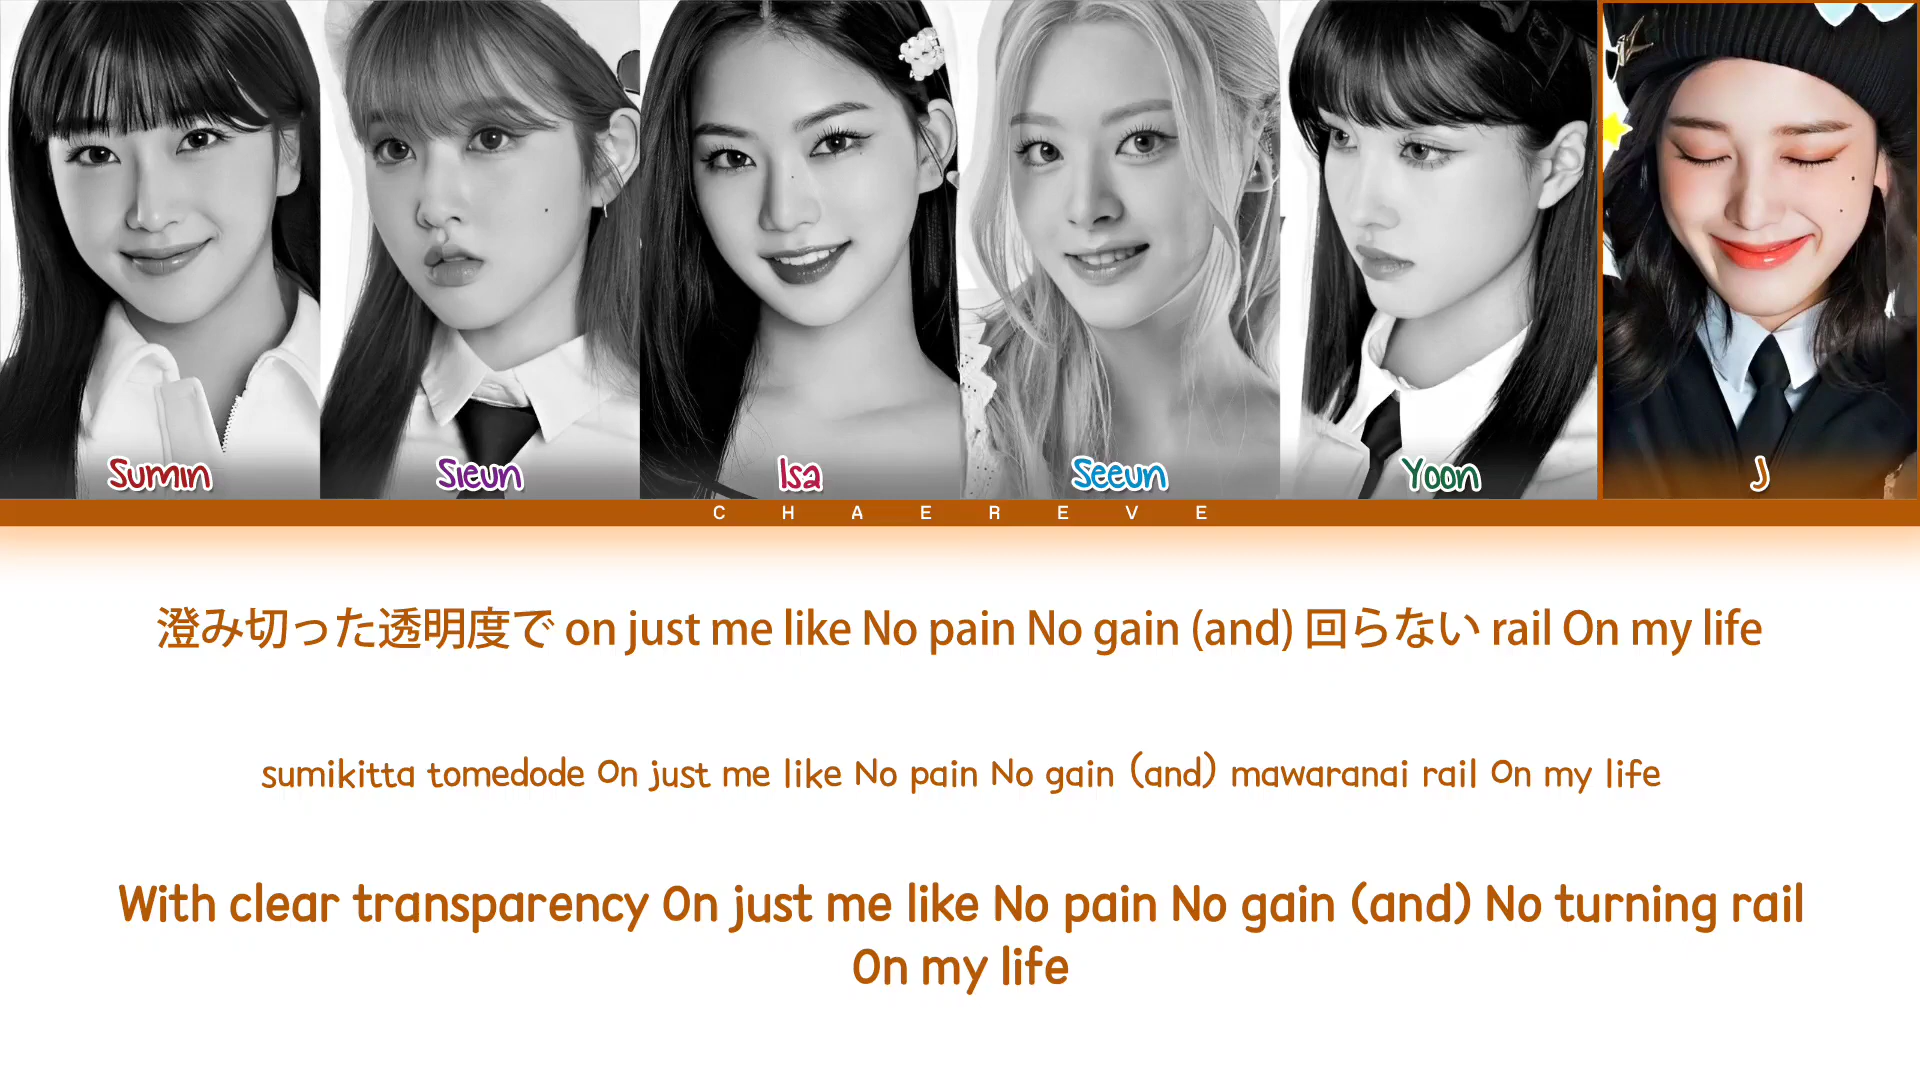 Sumin Sieun Isa Seeun Yoon J
CHAEREVE
澄み切った透明度で on just me like No pain No gain (and) 回らない rail On my life
sumikitta tomedode On just me like No pain No gain (and) mawaranai rail On my life
With clear transparency On just me like No pain No gain (and) No turning rail
On my life